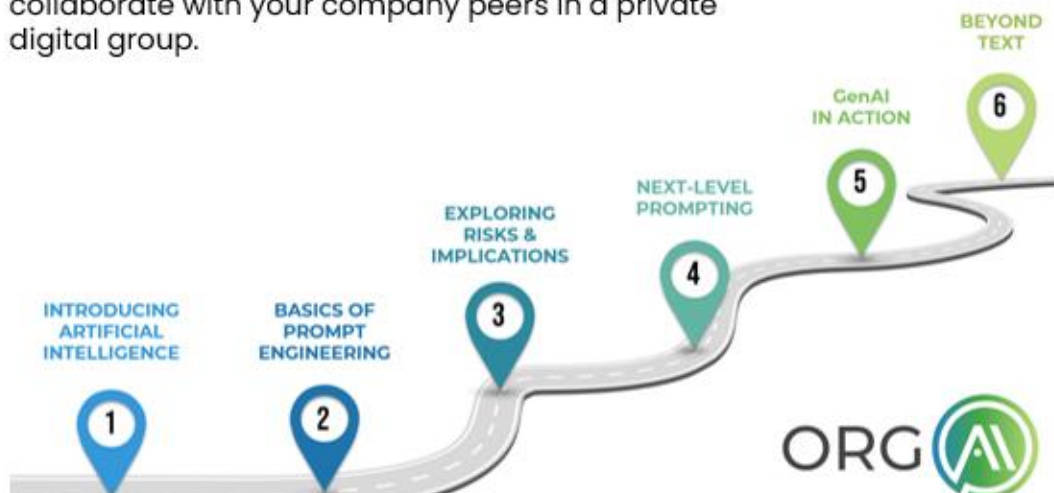 collaborate with your company peers in a private
digital group.
BEYOND
TEXT
6
GenAI
IN ACTION
5
NEXT-LEVEL
PROMPTING
4
EXPLORING
RISKS &
IMPLICATIONS
3
INTRODUCING
ARTIFICIAL
INTELLIGENCE
1
BASICS OF
PROMPT
ENGINEERING
2
ORG AI